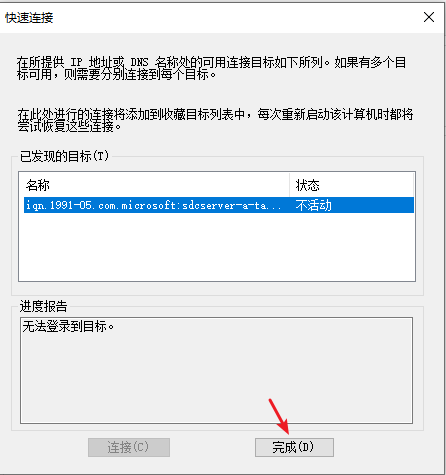 快速连接
在所提供 IP 地址或 DNS 名称处的可用连接目标如下所列。如果有多个目
标可用，则需要分别连接到每个目标。
在此处进行的连接将添加到收藏目标列表中，每次重新启动该计算机时都将
尝试恢复这些连接。
已发现的目标(T)
名称 状态
iqn.1991-05.com.microsoft:sdcserver-a-ta... 不活动
进度报告
无法登录到目标。
连接(C) 完成(D)